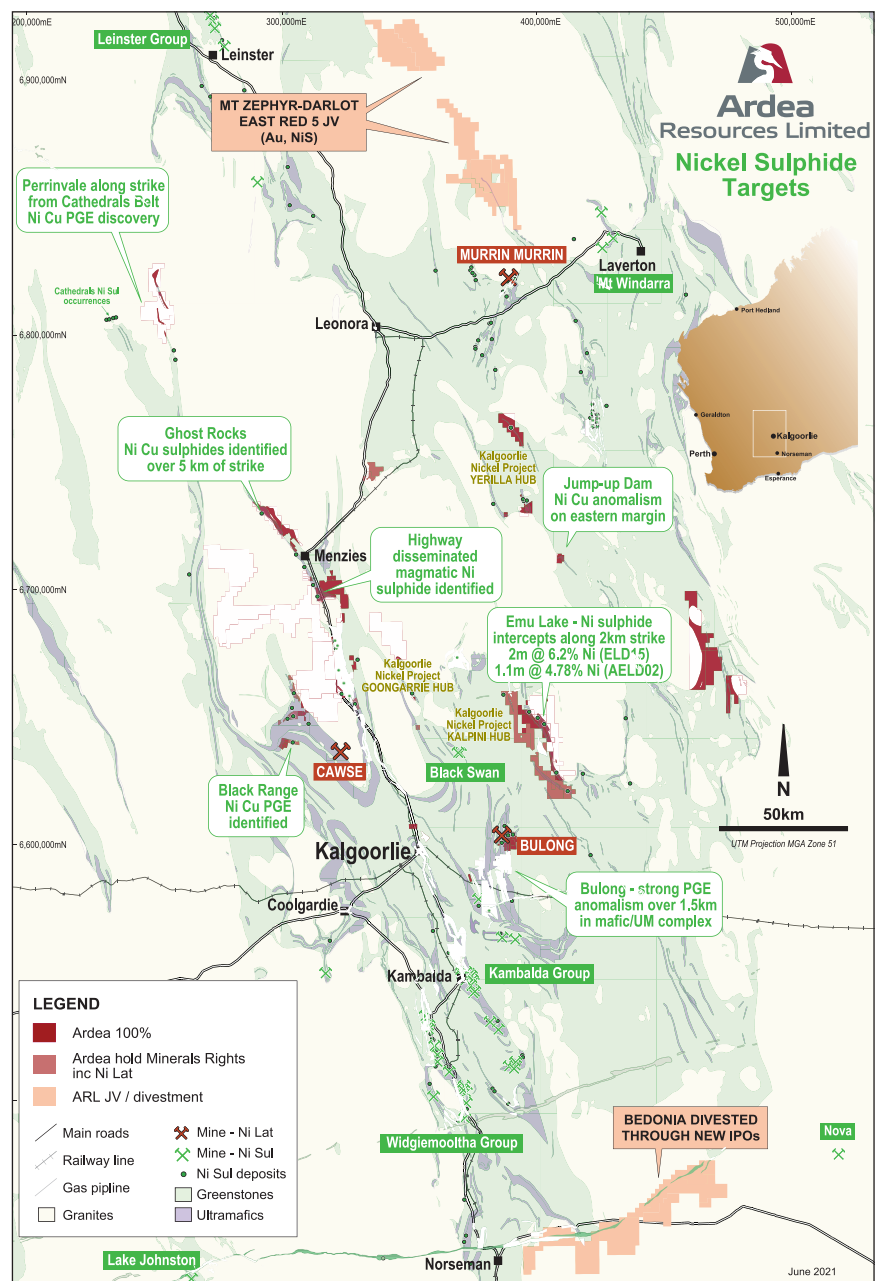 200,000mE
300,000mE
400,000mE
500,000mE
Leinster Group
Leinster
6,900,000mN
MT ZEPHYR-DARLOT
EAST RED 5 JV
(Au, NiS)
Ardea
Resources Limited
Nickel Sulphide
Targets
Perrinvale along strike
from Cathedrals Belt
Ni Cu PGE discovery
MURRIN MURRIN
Laverton
Mt Windarra
Cathedrals Ni Sul
occurrences
Port Hedland
Leonora
6,800,000mN
Geraldton
Kalgoorlie
Perth
Norseman
Esperance
Ghost Rocks
Ni Cu sulphides identified
over 5 km of strike
Kalgoorlie
Nickel Project
YERILLA HUB
Jump-up Dam
Ni Cu anomalism
on eastern margin
Menzies
Highway
disseminated
magmatic Ni
sulphide identified
6,700,000mN
Emu Lake - Ni sulphide
intercepts along 2km strike
2m @ 6.2% Ni (ELD15)
1.1m @ 4.78% Ni (AELD02)
Kalgoorlie
Nickel Project
GOONGARRIE HUB
Kalgoorlie
Nickel Project
KALPINI HUB
CAWSE
Black Swan
Black Range
Ni Cu PGE
identified
N
50km
UTM Projection MGA Zone 51
6,600,000mN
Kalgoorlie
BULONG
Coolgardie
Bulong - strong PGE
anomalism over 1.5km
in mafic/UM complex
Kambalda
Kambalda Group
LEGEND
Ardea 100%
Ardea hold Minerals Rights
inc Ni Lat
ARL JV / divestment
Main roads
Railway line
Gas pipline
Granites
Mine - Ni Lat
Mine - Ni Sul
Ni Sul deposits
Greenstones
Ultramafics
Widgiemooltha Group
BEDONIA DIVESTED
THROUGH NEW IPOs
Nova
Lake Johnston
Norseman
June 2021